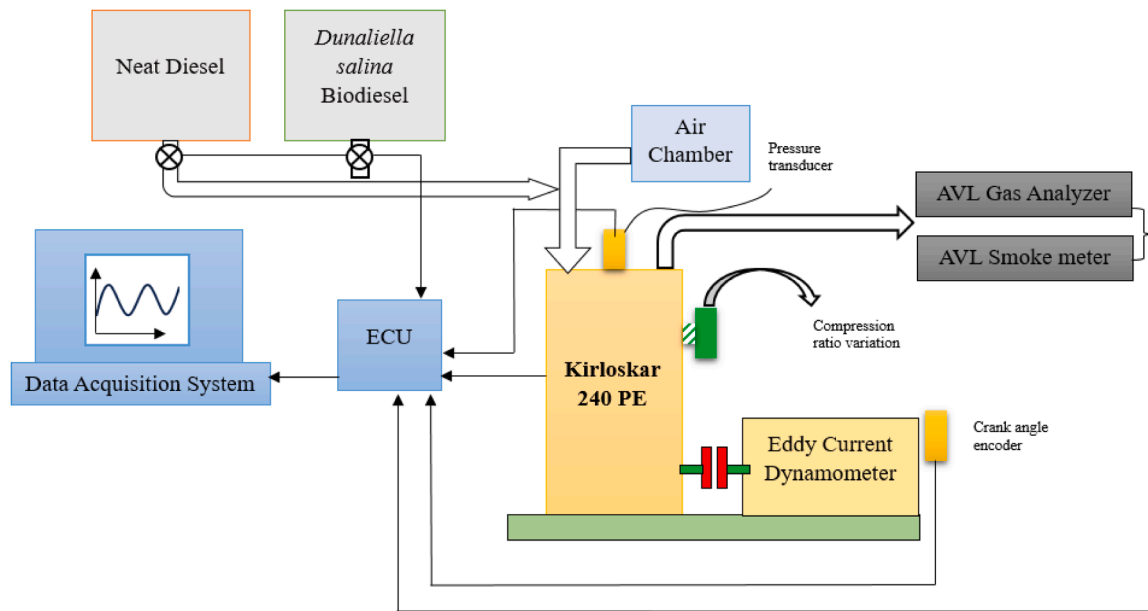 Neat Diesel
Dunaliella
salina
Biodiesel
Air
Chamber
Pressure
transducer
AVL Gas Analyzer
AVL Smoke meter
Compression
ratio variation
ECU
Data Acquisition System
Kirloskar
240 PE
Eddy Current
Dynamometer
Crank angle
encoder